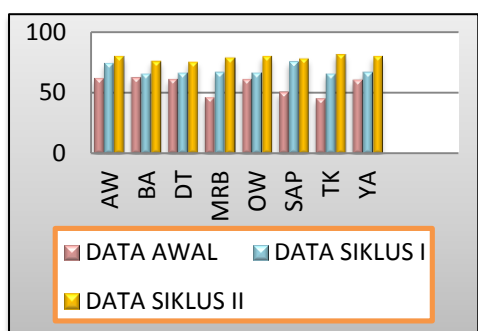 100
50
0
AW
BA
DT
MRB
OW
SAP
TK
YA
DATA AWAL
DATA SIKLUS I
DATA SIKLUS II